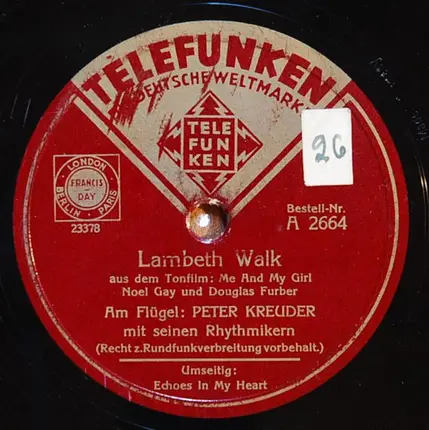 TELEFUNKEN
DEUTSCHE WELTMARKE
TELE
FUN
KEN
26
LONDON
FRANCIS-DAY
BERLIN PARIS
23378
Bestell-Nr.
A 2664
Lambeth Walk
aus dem Tonfilm: Me And My Girl
Noel Gay und Douglas Furber
Am Flügel: PETER KREUDER
mit seinen Rhythmikern
(Recht z.Rundfunkverbreitung vorbehalt.)
Umseitig:
Echoes In My Heart